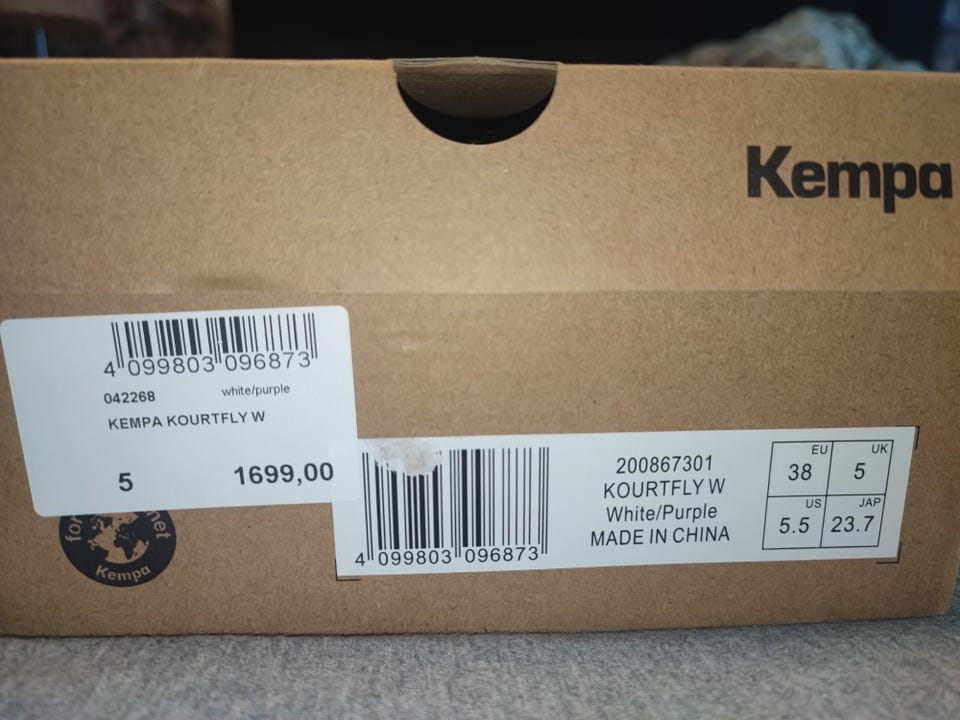 Kempa
4 099803 096873
042268 white/purple
KEMPA KOURTFLY W
5 1699,00
for
Kempa
4 099803 096873
200867301
KOURTFLY W
White/Purple
MADE IN CHINA
EU 38
UK 5
US 5.5
JAP 23.7